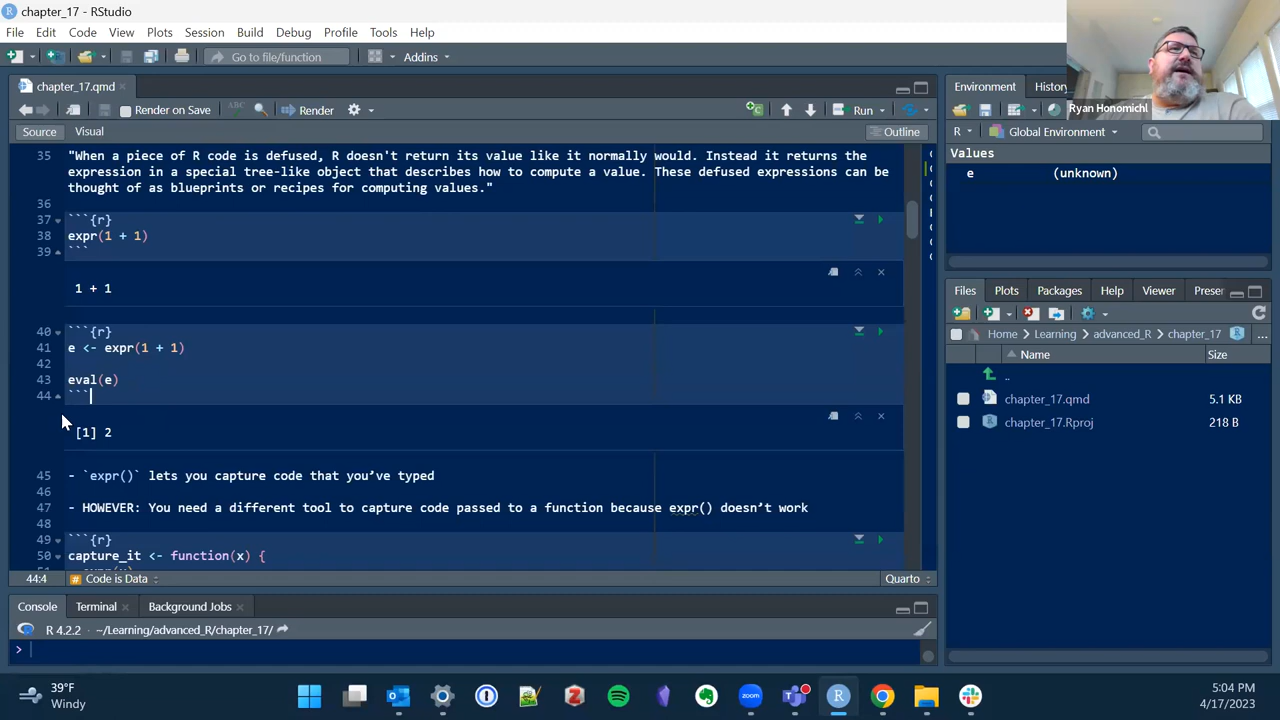 chapter_17 - RStudio
File Edit Code View Plots Session Build Debug Profile Tools Help
Go to file/function Addins
chapter_17.qmd
Render on Save ABC Render Run
Source Visual Outline
35 "When a piece of R code is defused, R doesn't return its value like it normally would. Instead it returns the
expression in a special tree-like object that describes how to compute a value. These defused expressions can be
thought of as blueprints or recipes for computing values."
36
37 ```{r}
38 expr(1 + 1)
39 ```
1 + 1
40 ```{r}
41 e <- expr(1 + 1)
42
43 eval(e)
44 ```
[1] 2
45 - `expr()` lets you capture code that you’ve typed
46
47 - HOWEVER: You need a different tool to capture code passed to a function because expr() doesn’t work
48
49 ```{r}
50 capture_it <- function(x) {
44:4 # Code is Data Quarto
Console Terminal Background Jobs
R 4.2.2 · ~/Learning/advanced_R/chapter_17/
>
Environment History
Ryan Honomichl
R Global Environment
Values
e (unknown)
Files Plots Packages Help Viewer Preser
Home Learning advanced_R chapter_17 ...
Name Size
..
chapter_17.qmd 5.1 KB
chapter_17.Rproj 218 B
39°F
Windy
zoom
5:04 PM
4/17/2023